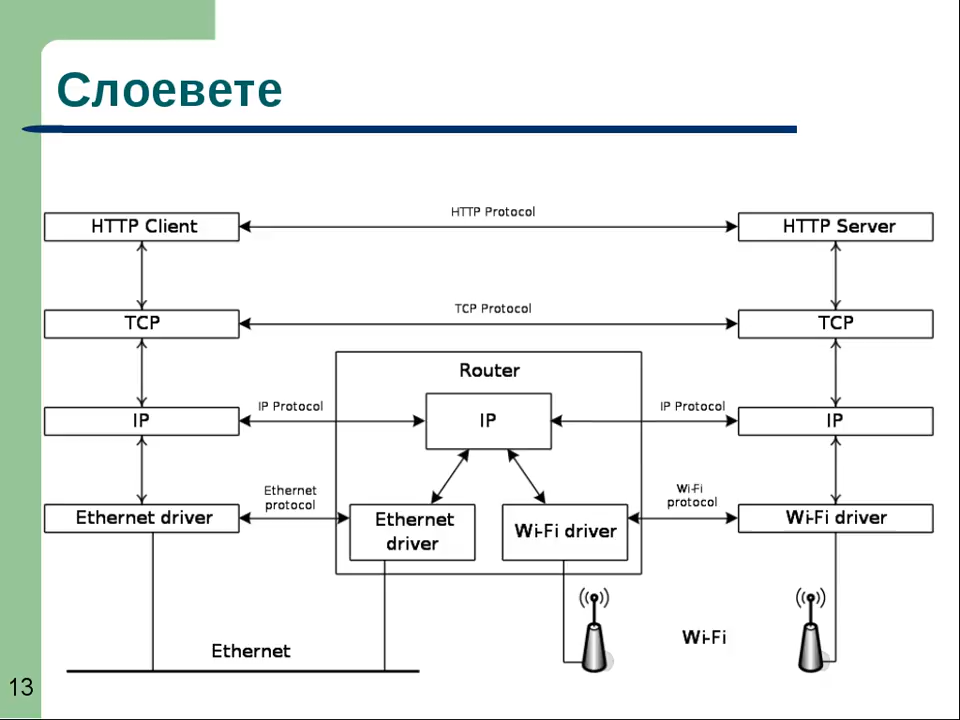 Слоевете
HTTP Protocol
HTTP Client
HTTP Server
TCP Protocol
TCP
TCP
Router
IP Protocol
IP Protocol
IP
IP
IP
Ethernet
protocol
Wi-Fi
protocol
Ethernet driver
Ethernet
driver
Wi-Fi driver
Wi-Fi driver
Ethernet
Wi-Fi
13